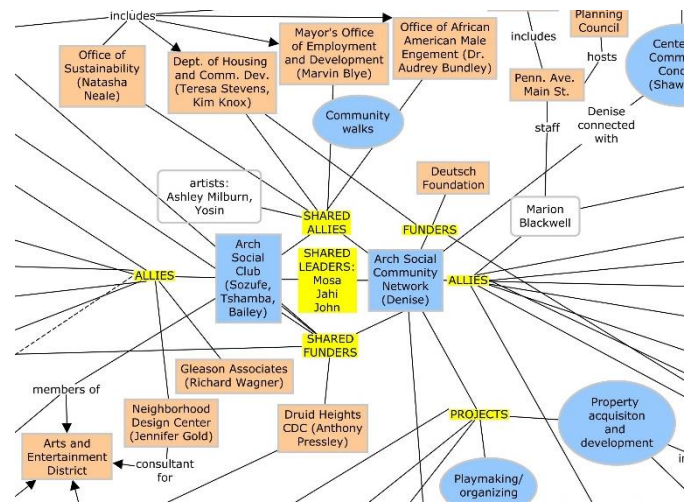 includes
Office of
Sustainability
(Natasha
Neale)
Dept. of Housing
and Comm. Dev.
(Teresa Stevens,
Kim Knox)
Mayor's Office of
Employment and
Development
(Marvin Blye)
Office of African
American Male
Engement (Dr.
Audrey Bundley)
includes
Planning
Council
hosts
Penn. Ave.
Main St.
Cente
Comm
Conc
(Shaw
Community
walks
staff
Denise
connected
with
Deutsch
Foundation
artists:
Ashley Milburn,
Yosin
Marion
Blackwell
SHARED
ALLIES
FUNDERS
Arch
Social
Club
(Sozufe,
Tshamba,
Bailey)
SHARED
LEADERS:
Mosa
Jahi
John
Arch Social
Community
Network
(Denise)
ALLIES
ALLIES
SHARED
FUNDERS
Gleason Associates
(Richard Wagner)
members of
Neighborhood
Design Center
(Jennifer Gold)
Druid Heights
CDC (Anthony
Pressley)
PROJECTS
Property
acquisiton
and
development
Arts and
Entertainment
District
consultant
for
in
Playmaking/
organizing